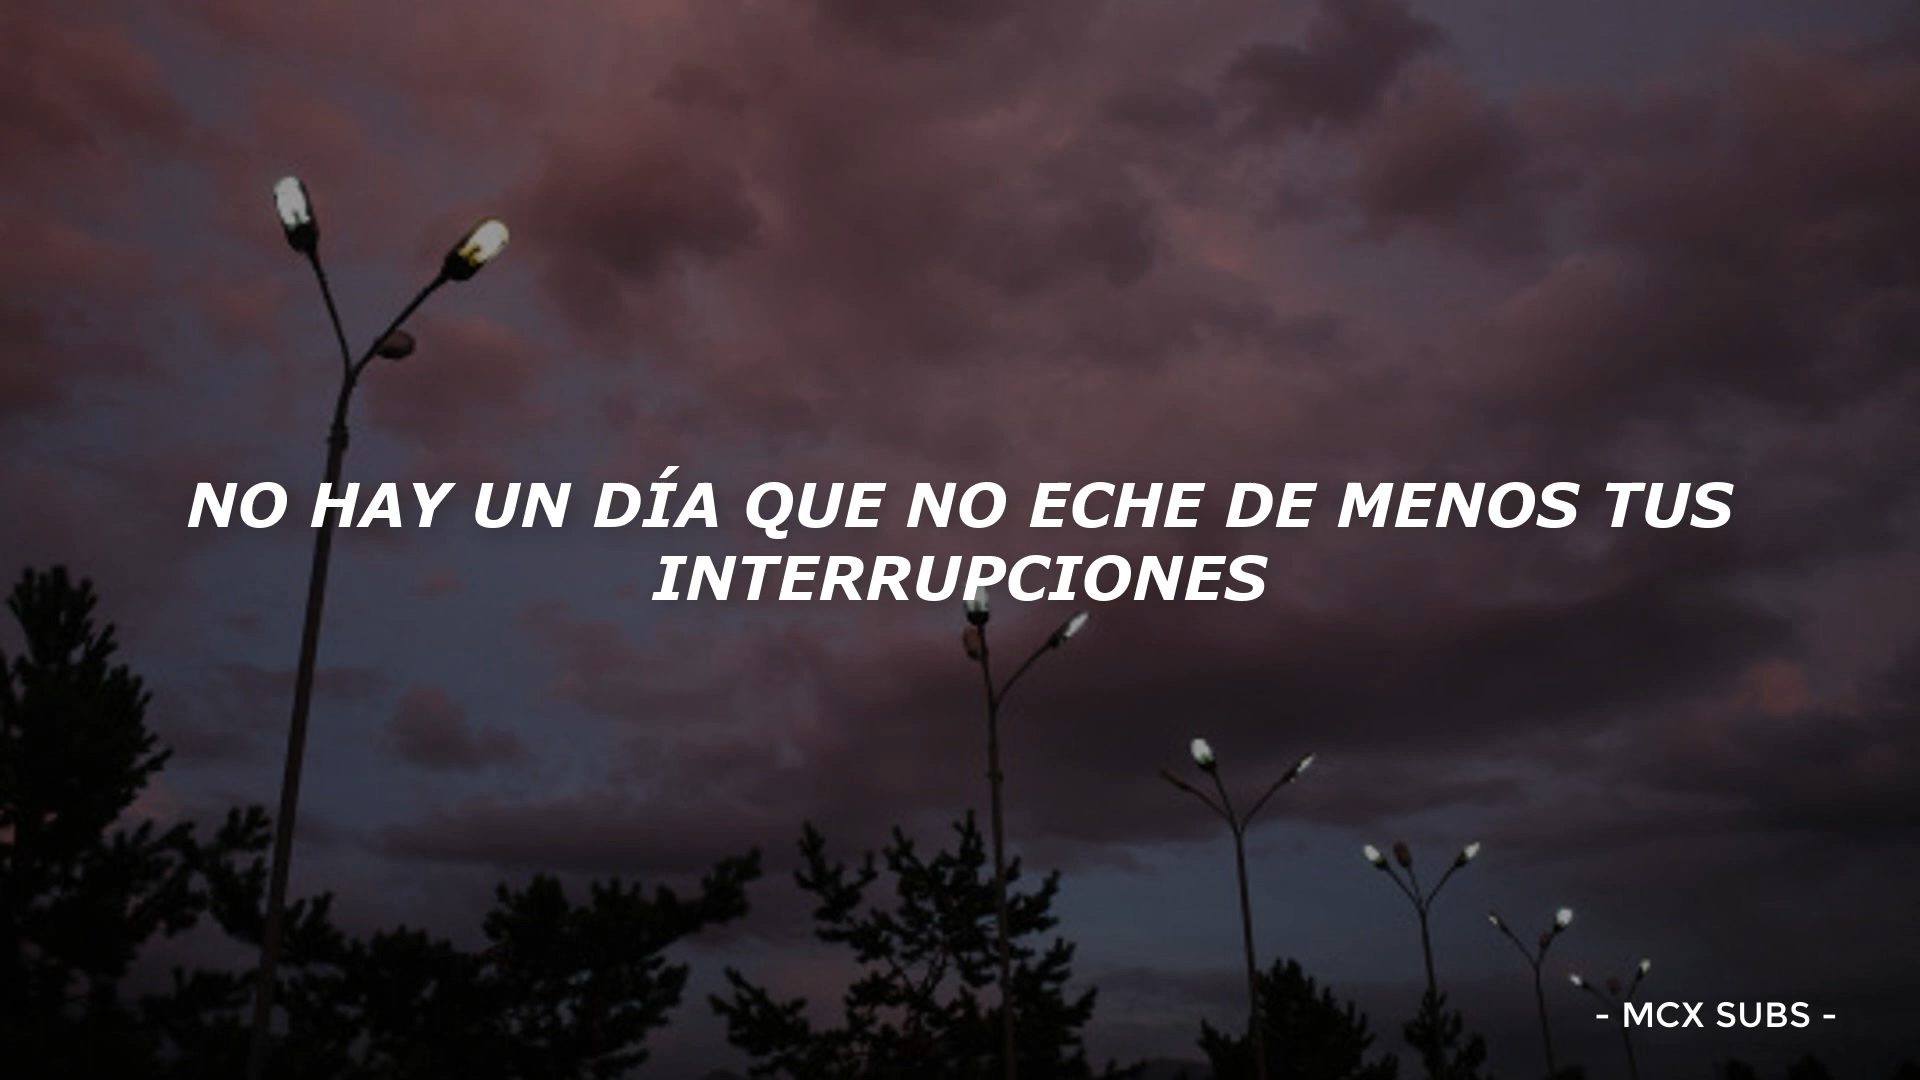 NO HAY UN DÍA QUE NO ECHE DE MENOS TUS
INTERRUPCIONES
- MCX SUBS -